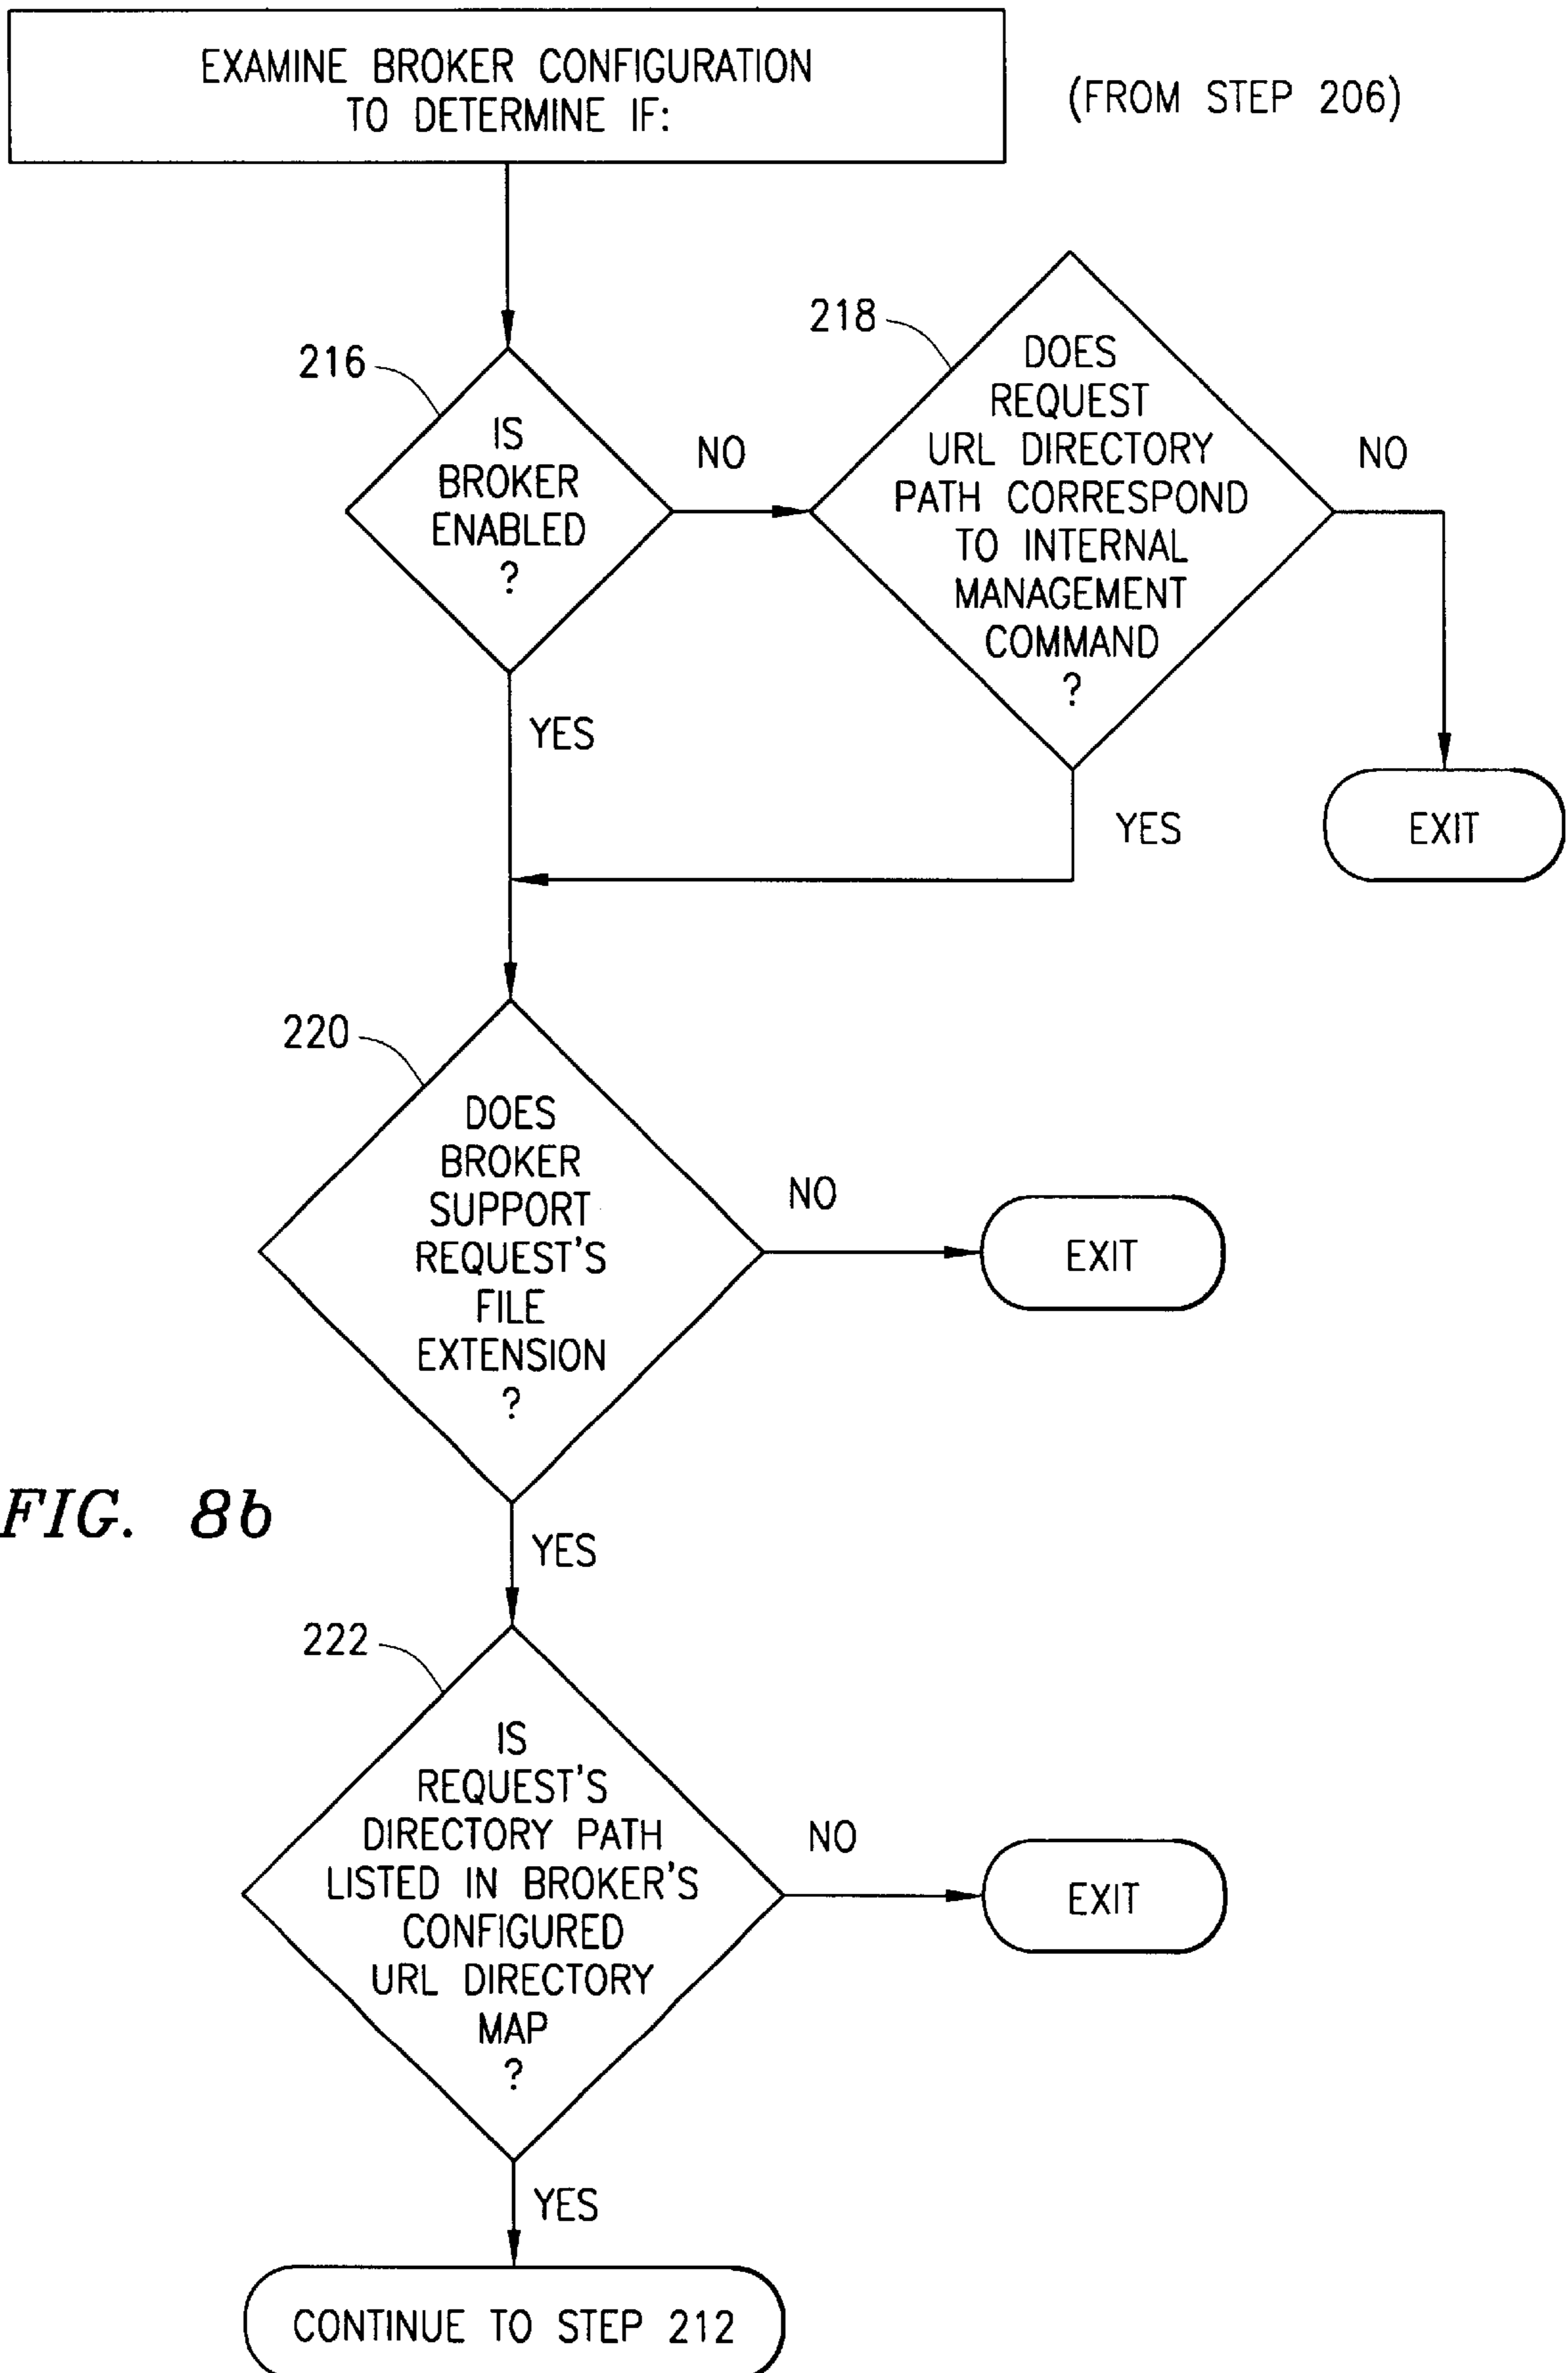 EXAMINE BROKER CONFIGURATION
TO DETERMINE IF:
(FROM STEP 206)
216
IS
BROKER
ENABLED
?
NO
YES
218
DOES
REQUEST
URL DIRECTORY
PATH CORRESPOND
TO INTERNAL
MANAGEMENT
COMMAND
?
NO
EXIT
YES
220
DOES
BROKER
SUPPORT
REQUEST'S
FILE
EXTENSION
?
NO
EXIT
FIG. 8b
YES
222
IS
REQUEST'S
DIRECTORY PATH
LISTED IN BROKER'S
CONFIGURED
URL DIRECTORY
MAP
?
NO
EXIT
YES
CONTINUE TO STEP 212